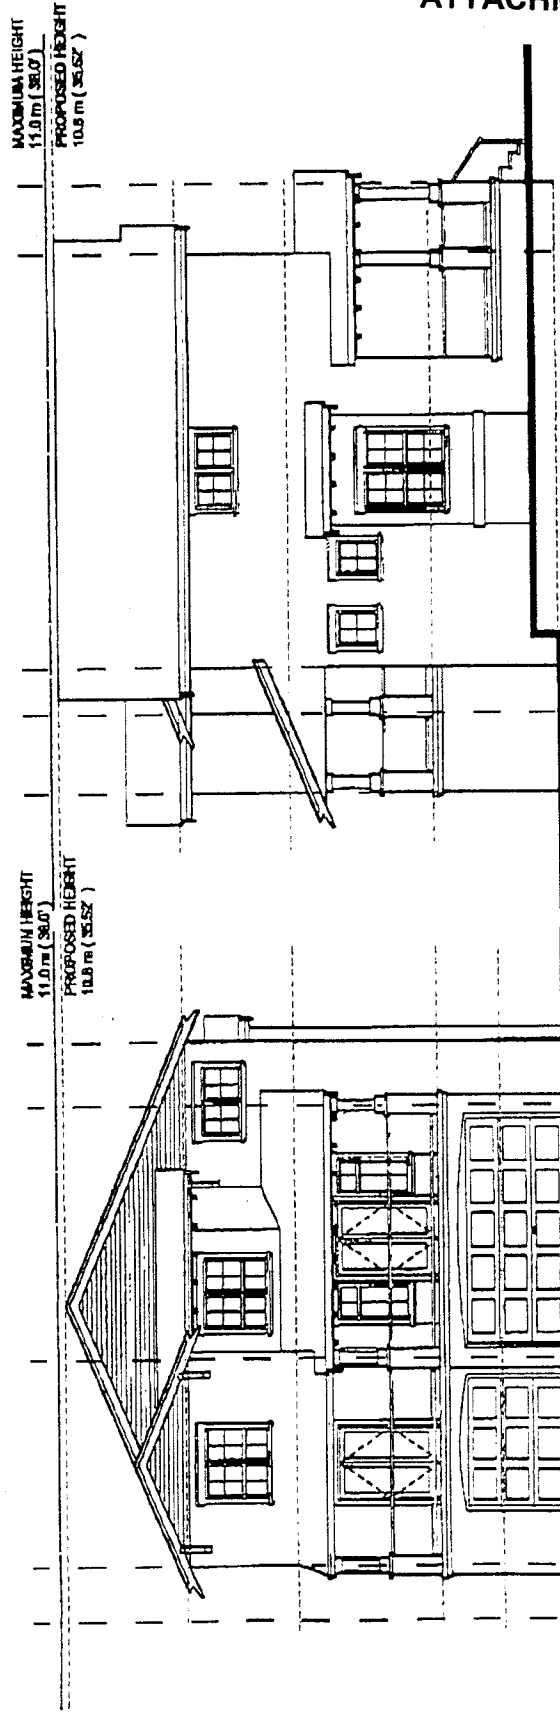 ATTACHM
MAXIMUM HEIGHT
11.0 m ( 36.0')
PROPOSED HEIGHT
10.8 m ( 35.52' )
MAXIMUM HEIGHT
11.0 m ( 36.0')
PROPOSED HEIGHT
10.8 m ( 35.52' )